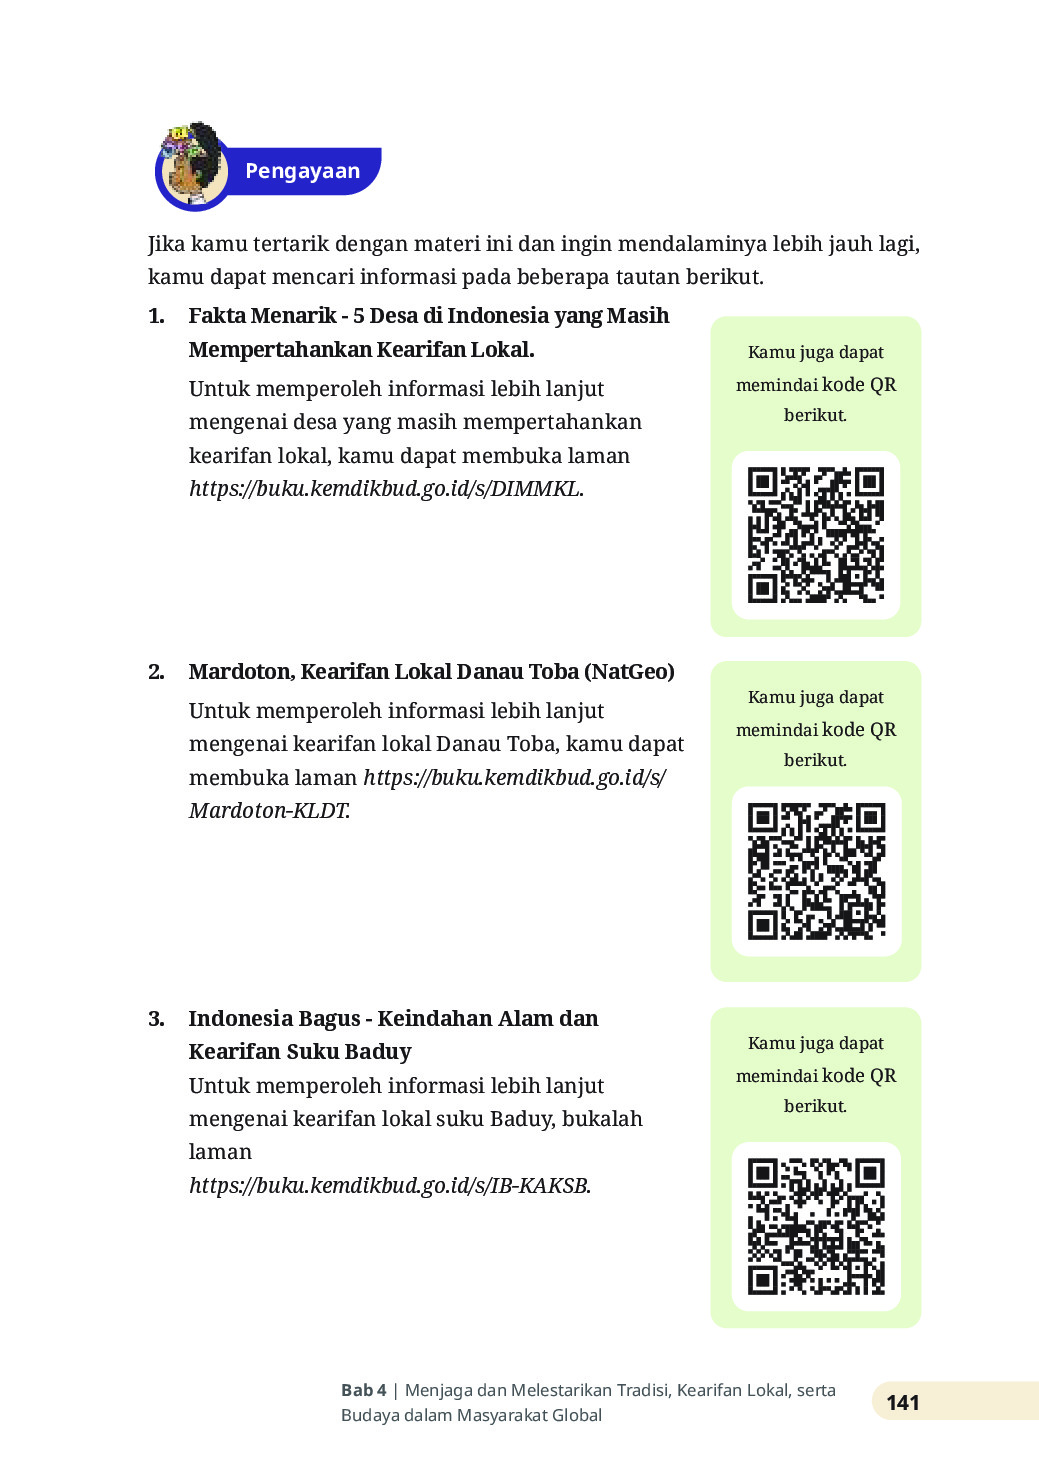 Pengayaan
Jika kamu tertarik dengan materi ini dan ingin mendalaminya lebih jauh lagi,
kamu dapat mencari informasi pada beberapa tautan berikut.
1. Fakta Menarik - 5 Desa di Indonesia yang Masih
Mempertahankan Kearifan Lokal.
Untuk memperoleh informasi lebih lanjut
mengenai desa yang masih mempertahankan
kearifan lokal, kamu dapat membuka laman
https://buku.kemdikbud.go.id/s/DIMMKL.
Kamu juga dapat
memindai kode QR
berikut.
2. Mardoton, Kearifan Lokal Danau Toba (NatGeo)
Untuk memperoleh informasi lebih lanjut
mengenai kearifan lokal Danau Toba, kamu dapat
membuka laman https://buku.kemdikbud.go.id/s/
Mardoton-KLDT.
Kamu juga dapat
memindai kode QR
berikut.
3. Indonesia Bagus - Keindahan Alam dan
Kearifan Suku Baduy
Untuk memperoleh informasi lebih lanjut
mengenai kearifan lokal suku Baduy, bukalah
laman
https://buku.kemdikbud.go.id/s/IB-KAKSB.
Kamu juga dapat
memindai kode QR
berikut.
Bab 4 | Menjaga dan Melestarikan Tradisi, Kearifan Lokal, serta
Budaya dalam Masyarakat Global
141